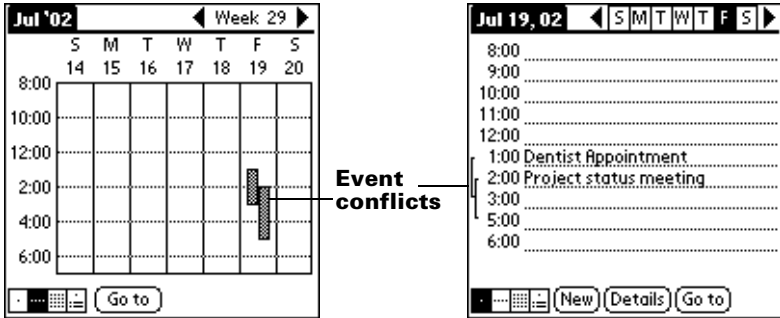 Jul '02 Week 29
S M T W T F S
14 15 16 17 18 19 20
8:00
10:00
12:00
2:00
4:00
6:00
Go to
Event
conflicts
Jul 19, 02 S M T W T F S
8:00
9:00
10:00
11:00
12:00
1:00 Dentist Appointment
2:00 Project status meeting
3:00
5:00
6:00
New Details Go to